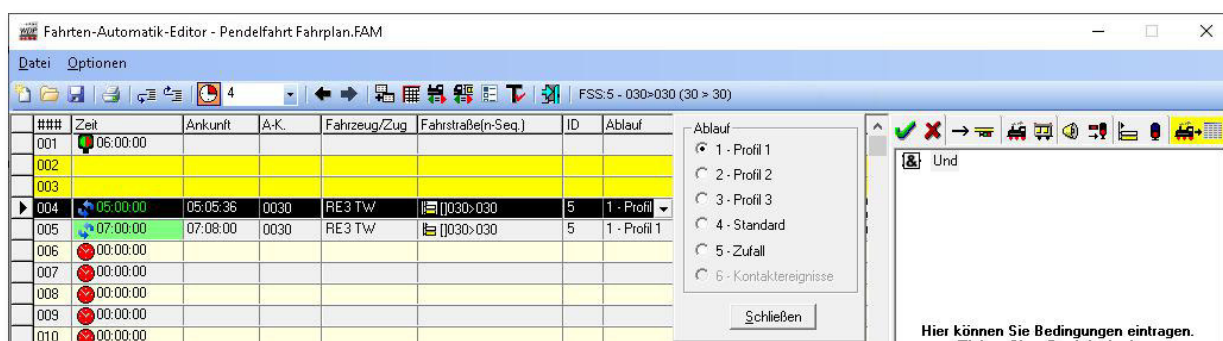 Fahrten-Automatik-Editor - Pendelfahrt Fahrplan.FAM
Datei Optionen
4 FSS:5 - 030>030 (30 > 30)
### Zeit Ankunft A-K. Fahrzeug/Zug Fahrstraße(n-Seq.) ID Ablauf
001 06:00:00
002
003
004 05:00:00 05:05:36 0030 RE3 TW []030>030 5 1 - Profil
005 07:00:00 07:08:00 0030 RE3 TW []030>030 5 1 - Profil 1
006 00:00:00
007 00:00:00
008 00:00:00
009 00:00:00
010 00:00:00
Ablauf
1 - Profil 1
2 - Profil 2
3 - Profil 3
4 - Standard
5 - Zufall
6 - Kontaktereignisse
Schließen
& Und
Hier können Sie Bedingungen eintragen.